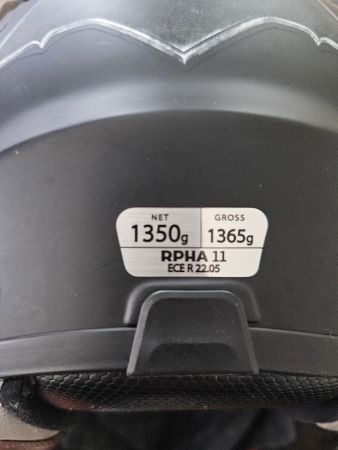 NET GROSS
1350g 1365g
RPHA 11
ECE R 22.05